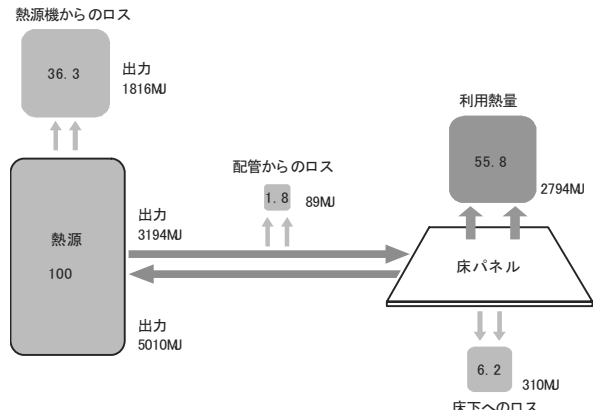 熱源機からのロス
36.3
出力
1816MJ
利用熱量
55.8
2794MJ
配管からのロス
1.8
89MJ
出力
3194MJ
熱源
100
床パネル
出力
5010MJ
6.2
310MJ
床下へのロス